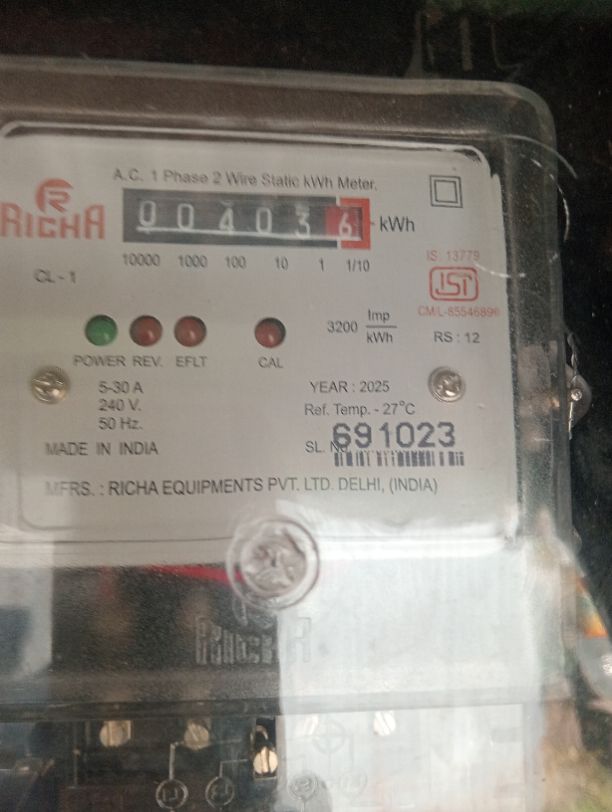 A.C. 1 Phase 2 Wire Static kWh Meter.
RICHA
004036 kWh
10000 1000 100 10 1 1/10
CL-1
IS: 13779
ISI
CM/L-85546896
3200 Imp/kWh
RS : 12
POWER REV. EFLT CAL
5-30 A
240 V.
50 Hz.
YEAR : 2025
Ref. Temp. - 27°C
MADE IN INDIA
SL. No. 691023
MFRS. : RICHA EQUIPMENTS PVT. LTD. DELHI, (INDIA)
RICHA